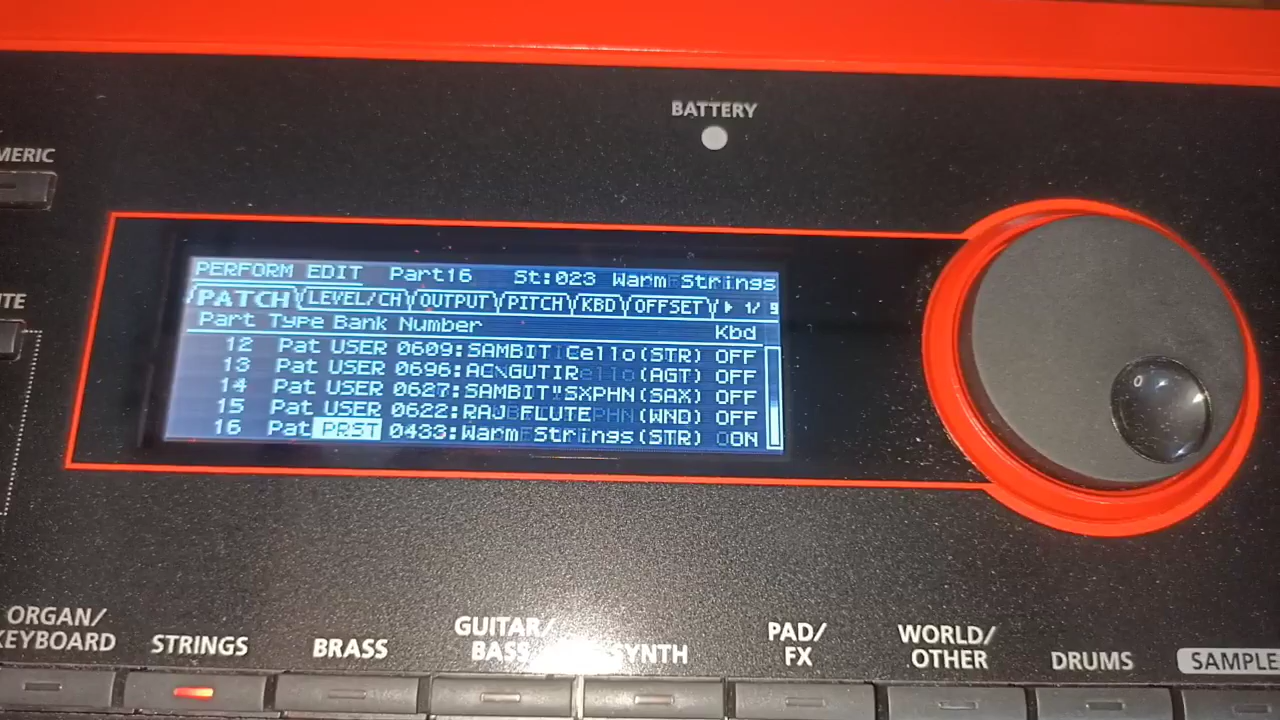 BATTERY
MERIC
PERFORM EDIT Part16 St:023 Warm Strings
PATCH LEVEL/CH OUTPUT PITCH KBD OFFSET 1/ 9
Part Type Bank Number Kbd
12 Pat USER 0609:SAMBIT Cello(STR) OFF
13 Pat USER 0696:AC\GUTIR (AGT) OFF
14 Pat USER 0627:SAMBIT"SXPHN(SAX) OFF
15 Pat USER 0622:RAJ FLUTE (WND) OFF
16 Pat PRST 0433:Warm Strings(STR) ON
ORGAN/
KEYBOARD
STRINGS
BRASS
GUITAR/
BASS
SYNTH
PAD/
FX
WORLD/
OTHER
DRUMS
SAMPLE